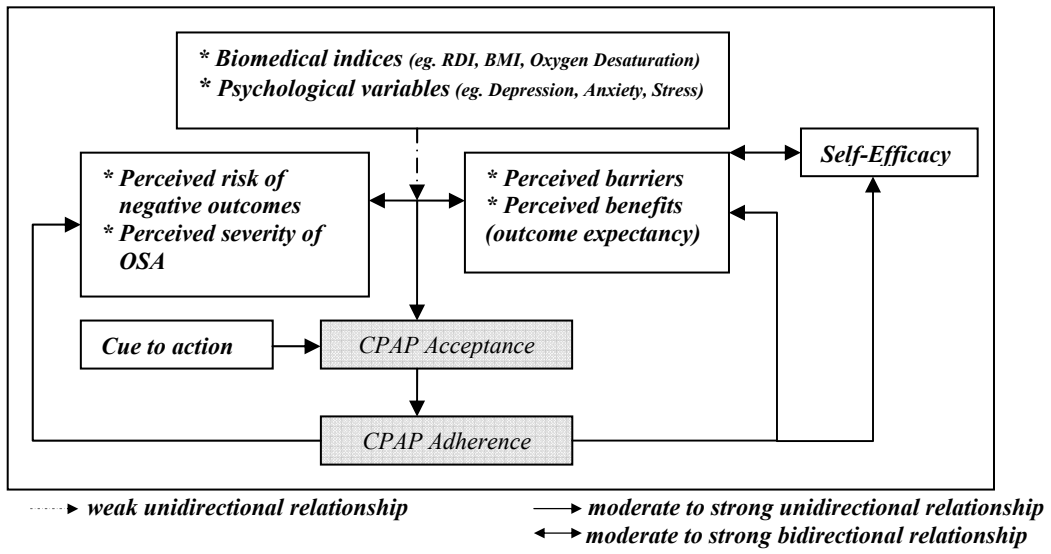 * Biomedical indices (eg. RDI, BMI, Oxygen Desaturation)
* Psychological variables (eg. Depression, Anxiety, Stress)
Self-Efficacy
* Perceived risk of
negative outcomes
* Perceived severity of
OSA
* Perceived barriers
* Perceived benefits
(outcome expectancy)
Cue to action
CPAP Acceptance
CPAP Adherence
weak unidirectional relationship
moderate to strong unidirectional relationship
moderate to strong bidirectional relationship